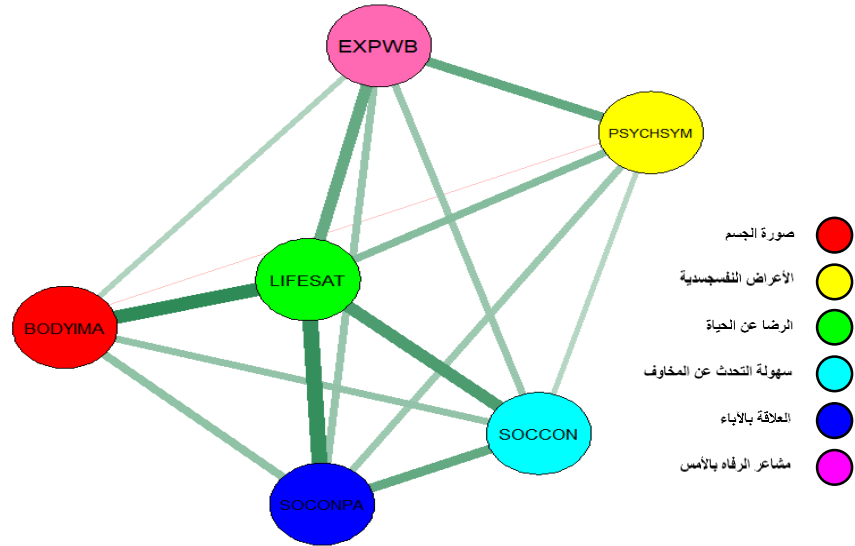 EXPWB
PSYCHSYM
LIFESAT
BODYIMA
SOCCON
SOCONPA
صورة الجسم
الأعراض النفسجسدية
الرضا عن الحياة
سهولة التحدث عن المخاوف
العلاقة بالأباء
مشاعر الرفاه بالأمس